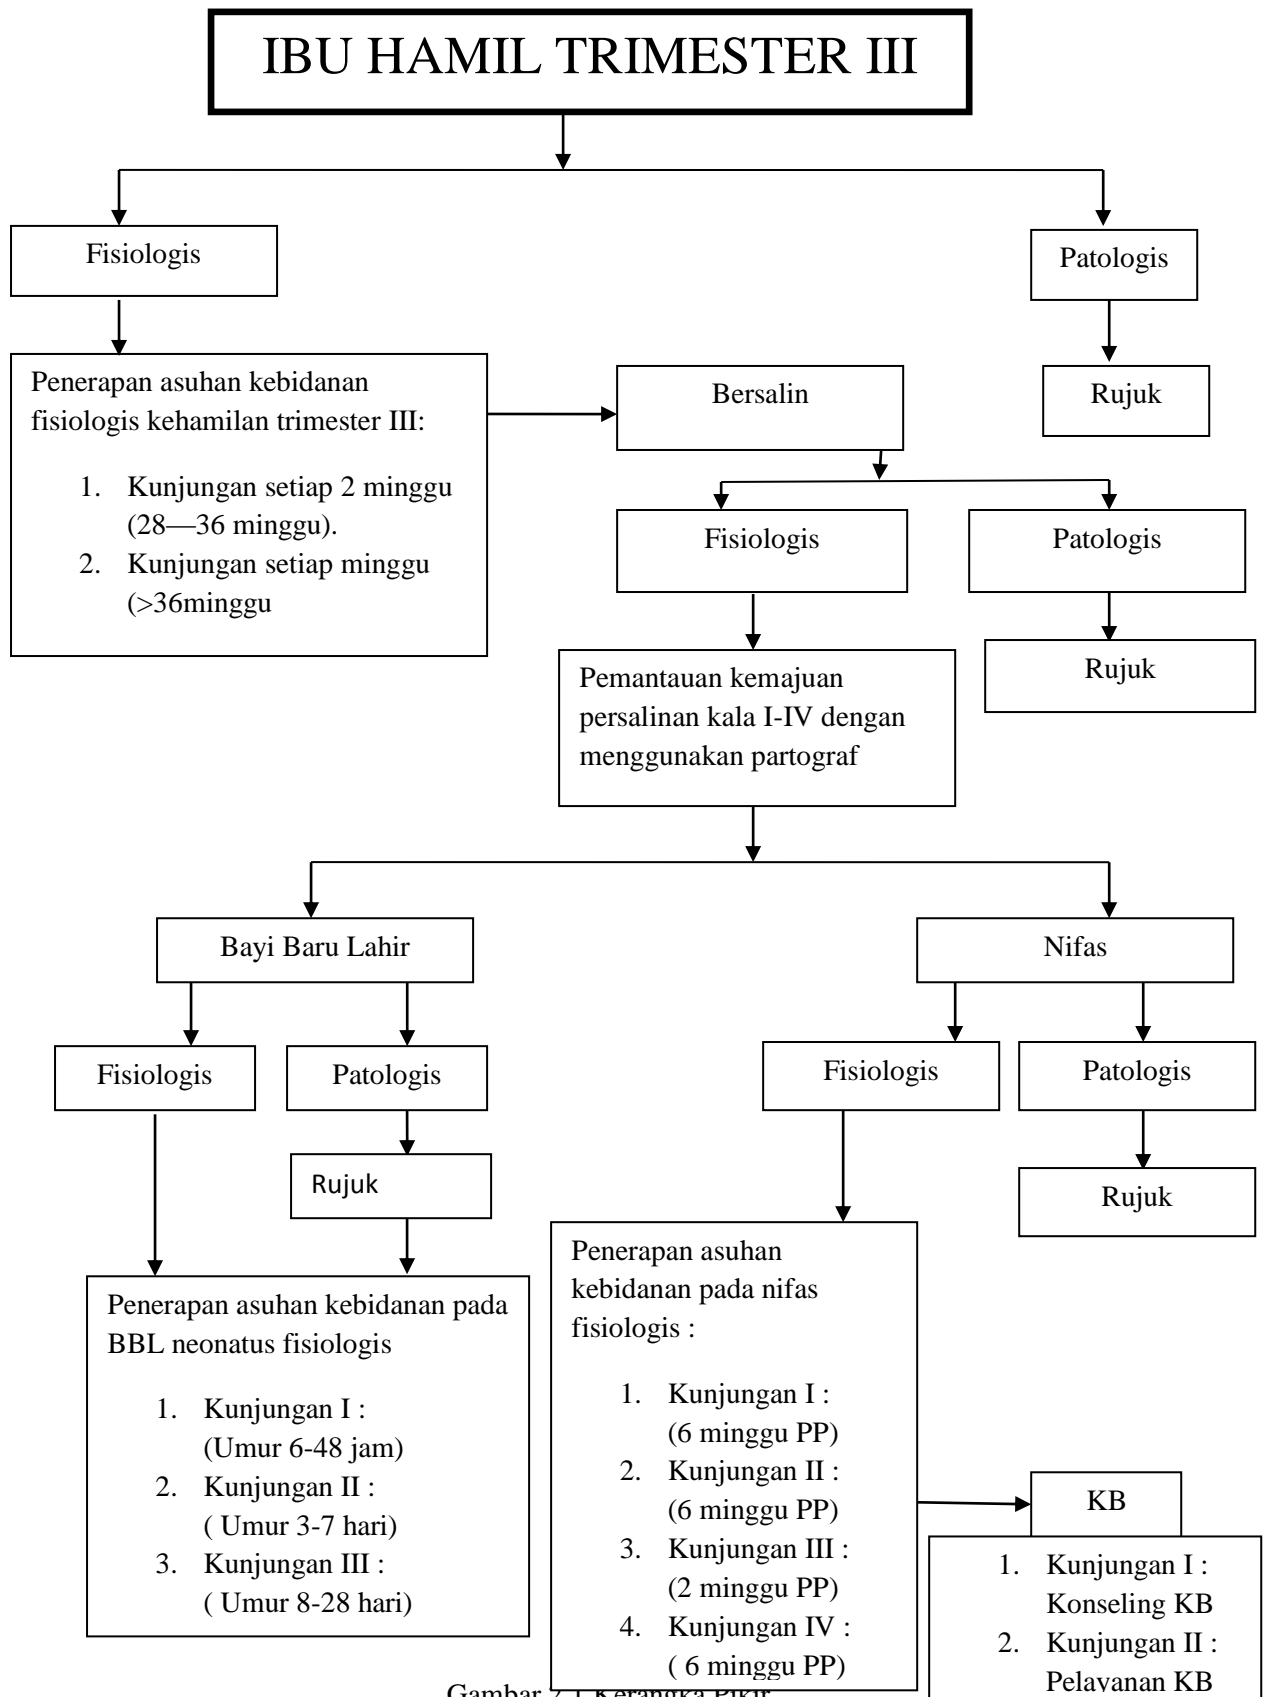 IBU HAMIL TRIMESTER III
Fisiologis
Patologis
Penerapan asuhan kebidanan
fisiologis kehamilan trimester III:
1. Kunjungan setiap 2 minggu
(28—36 minggu).
2. Kunjungan setiap minggu
(>36minggu
Bersalin
Rujuk
Fisiologis
Patologis
Rujuk
Pemantauan kemajuan
persalinan kala I-IV dengan
menggunakan partograf
Bayi Baru Lahir
Nifas
Fisiologis
Patologis
Fisiologis
Patologis
Rujuk
Rujuk
Penerapan asuhan kebidanan pada
BBL neonatus fisiologis
1. Kunjungan I :
(Umur 6-48 jam)
2. Kunjungan II :
( Umur 3-7 hari)
3. Kunjungan III :
( Umur 8-28 hari)
Penerapan asuhan
kebidanan pada nifas
fisiologis :
1. Kunjungan I :
(6 minggu PP)
2. Kunjungan II :
(6 minggu PP)
3. Kunjungan III :
(2 minggu PP)
4. Kunjungan IV :
( 6 minggu PP)
KB
1. Kunjungan I :
Konseling KB
2. Kunjungan II :
Pelayanan KB
Gambar 2.1 Kerangka Pikir